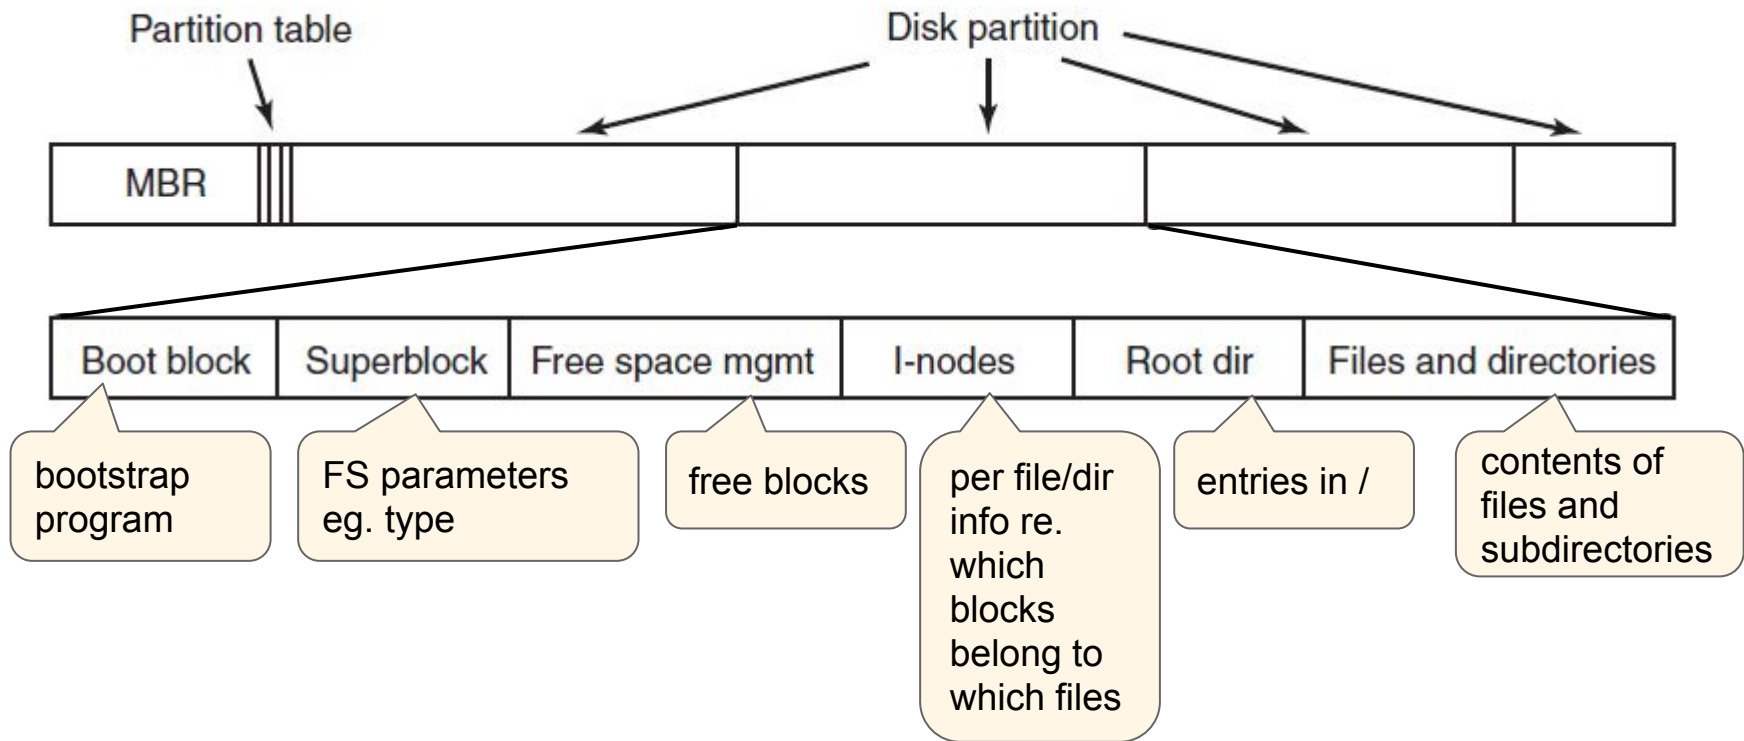 Partition table
Disk partition
MBR
Boot block
Superblock
Free space mgmt
I-nodes
Root dir
Files and directories
bootstrap
program
FS parameters
eg. type
free blocks
per file/dir
info re.
which
blocks
belong to
which files
entries in /
contents of
files and
subdirectories